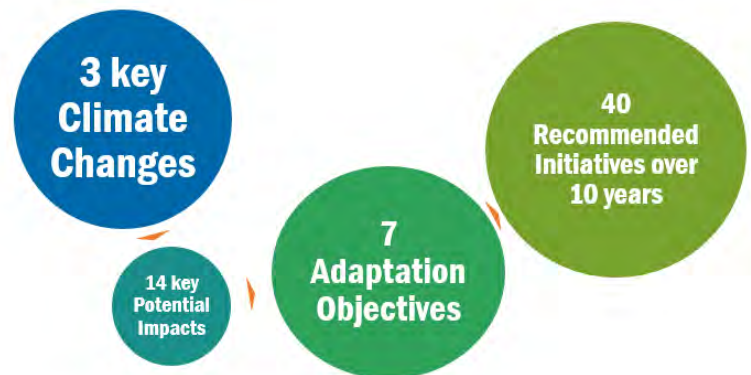 3 key
Climate
Changes
14 key
Potential
Impacts
7
Adaptation
Objectives
40
Recommended
Initiatives over
10 years